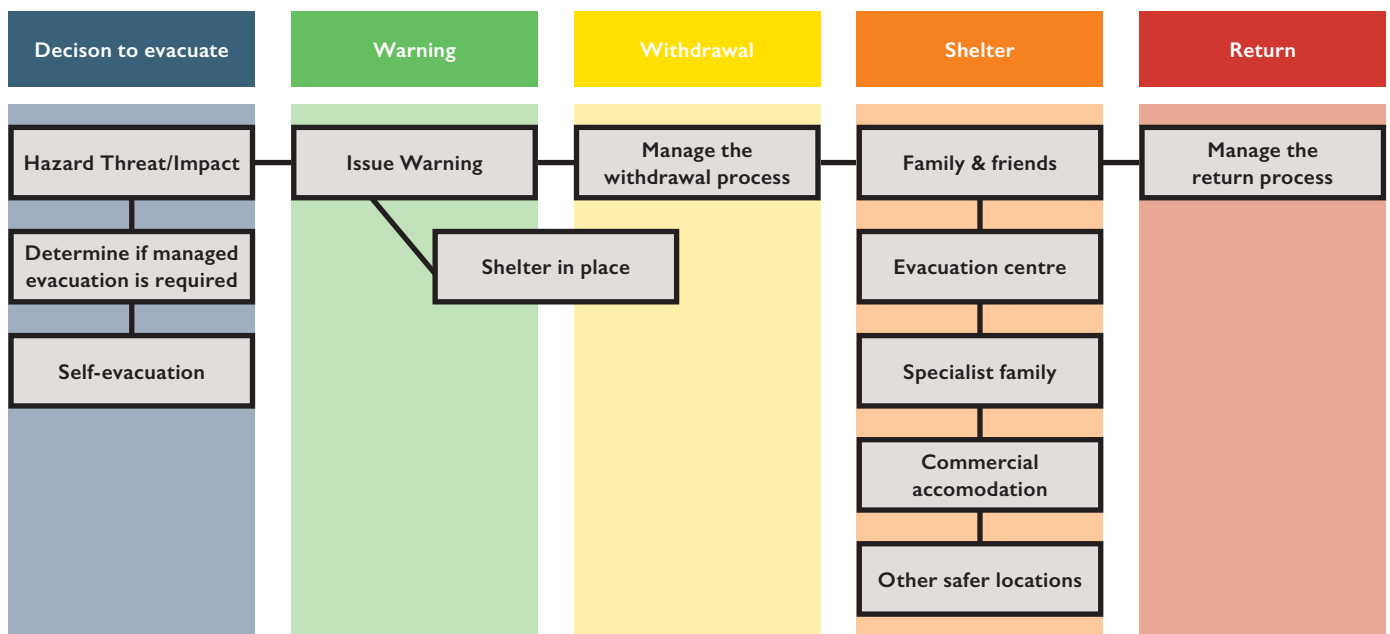 Decison to evacuate
Warning
Withdrawal
Shelter
Return
Hazard Threat/Impact
Determine if managed
evacuation is required
Self-evacuation
Issue Warning
Shelter in place
Manage the
withdrawal process
Family & friends
Evacuation centre
Specialist family
Commercial
accomodation
Other safer locations
Manage the
return process